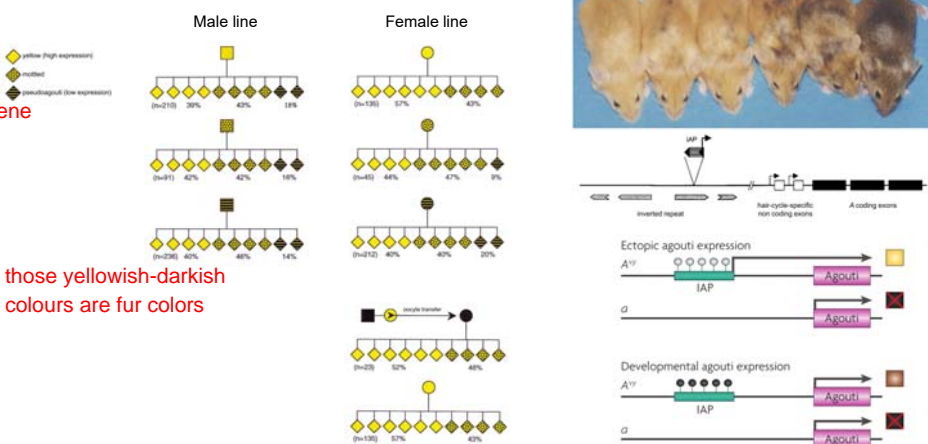 Male line
Female line
yellow (high expression)
mottled
pseudoagouti (low expression)
ene
(n=210) 39% 43% 18%
(n=135) 57% 43%
(n=91) 42% 42% 16%
(n=45) 44% 47% 9%
(n=236) 40% 46% 14%
(n=212) 40% 40% 20%
those yellowish-darkish
colours are fur colors
oocyte transfer
(n=23) 52% 48%
(n=135) 57% 43%
IAP
inverted repeat
hair-cycle-specific
non coding exons
A coding exons
Ectopic agouti expression
Avy
IAP
Agouti
a
Agouti
Developmental agouti expression
Avy
IAP
Agouti
a
Agouti